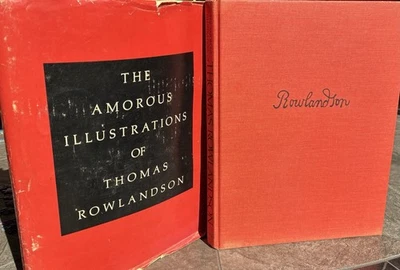 THE
AMOROUS
ILLUSTRATIONS
OF
THOMAS
ROWLANDSON
Rowlandson